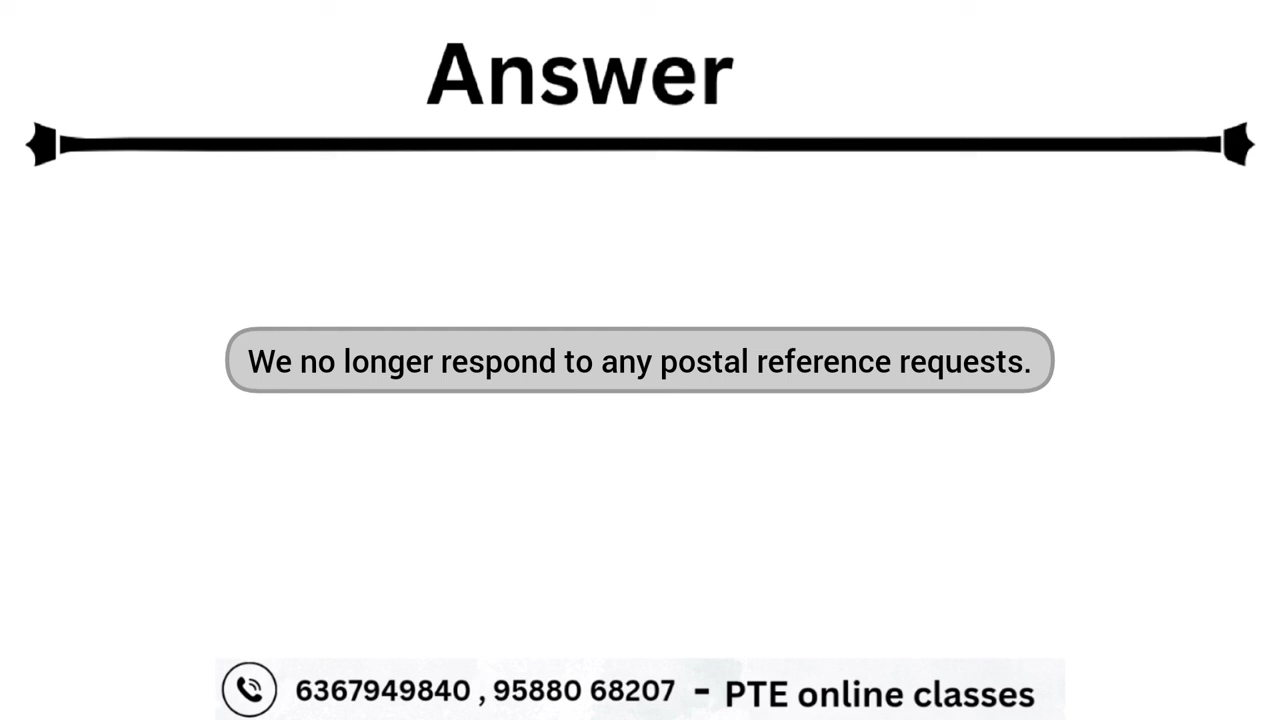 Answer
We no longer respond to any postal reference requests.
6367949840 , 95880 68207 - PTE online classes